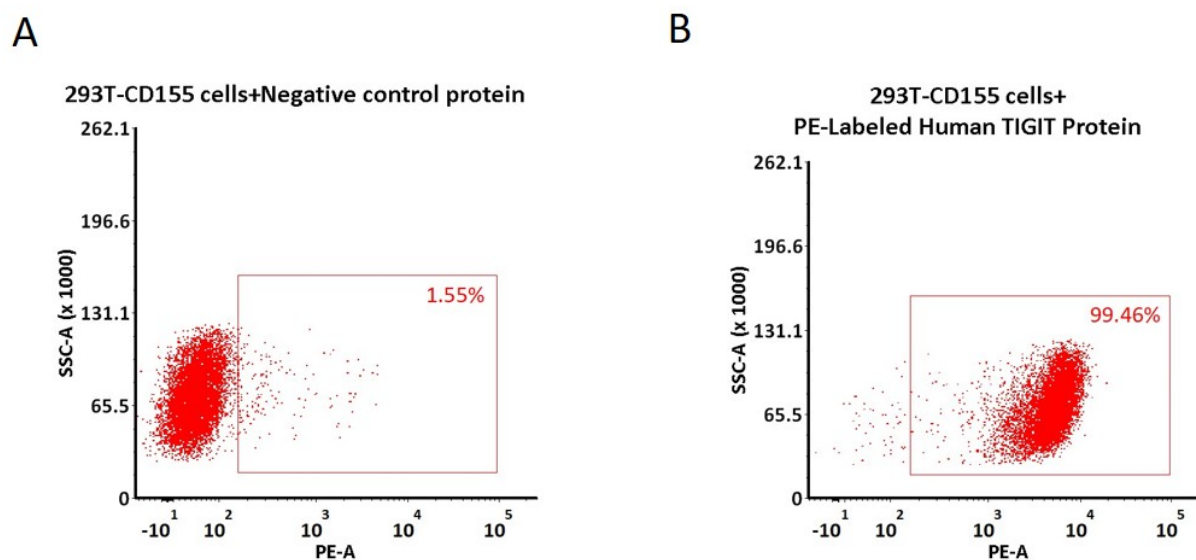 A
293T-CD155 cells+Negative control protein
262.1
196.6
131.1
65.5
0
SSC-A (x 1000)
1.55%
-10 1
10 2
10 3
10 4
10 5
PE-A
B
293T-CD155 cells+
PE-Labeled Human TIGIT Protein
262.1
196.6
131.1
65.5
0
SSC-A (x 1000)
99.46%
-10 1
10 2
10 3
10 4
10 5
PE-A